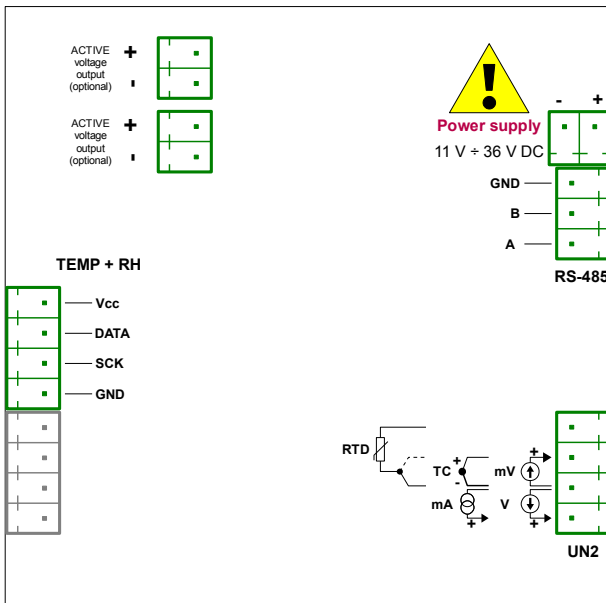 ACTIVE
voltage
output
(optional)
+
-
ACTIVE
voltage
output
(optional)
+
-
Power supply
11 V ÷ 36 V DC
- +
GND
B
A
RS-485
TEMP + RH
Vcc
DATA
SCK
GND
RTD
+
TC
-
mA
+
+
mV
V
+
UN2